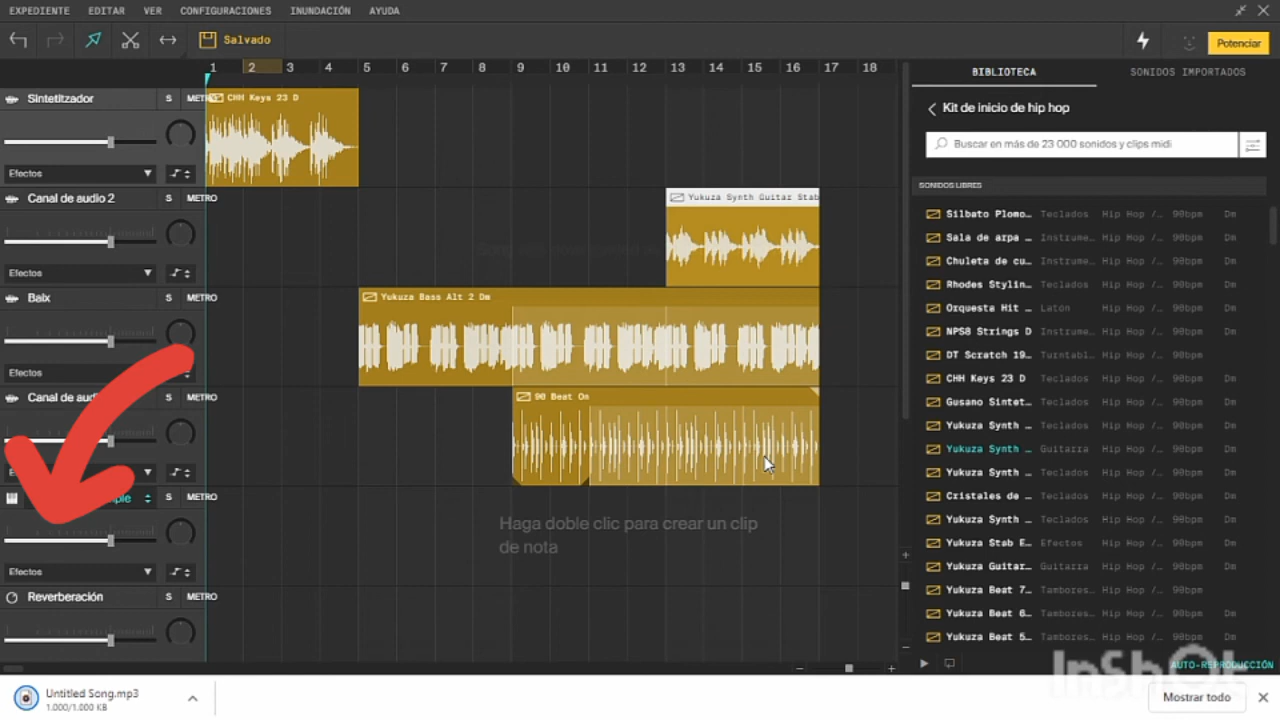 EXPEDIENTE EDITAR VER CONFIGURACIONES INUNDACIÓN AYUDA
Salvado Potenciar
1 2 3 4 5 6 7 8 9 10 11 12 13 14 15 16 17 18
BIBLIOTECA SONIDOS IMPORTADOS
Kit de inicio de hip hop
Buscar en más de 23 000 sonidos y clips midi
SONIDOS LIBRES
Silbato Plomo… Teclados Hip Hop /… 90bpm Dm
Sala de arpa … Instrume… Hip Hop /… 90bpm Dm
Chuleta de cu… Instrume… Hip Hop /… 90bpm Dm
Rhodes Stylin… Teclados Hip Hop /… 90bpm Dm
Orquesta Hit … Latón Hip Hop /… 90bpm Dm
NPS8 Strings D Instrume… Hip Hop /… 90bpm Dm
DT Scratch 19… Turntabl… Hip Hop /… 90bpm
CHH Keys 23 D Teclados Hip Hop /… 90bpm Dm
Gusano Sintet… Teclados Hip Hop /… 90bpm Dm
Yukuza Synth … Teclados Hip Hop /… 90bpm Dm
Yukuza Synth … Guitarra Hip Hop /… 90bpm Dm
Yukuza Synth … Teclados Hip Hop /… 90bpm Dm
Cristales de … Teclados Hip Hop /… 90bpm Dm
Yukuza Synth … Teclados Hip Hop /… 90bpm Dm
Yukuza Stab E… Efectos Hip Hop /… 90bpm Dm
Yukuza Guitar… Guitarra Hip Hop /… 90bpm Dm
Yukuza Beat 7… Tambores… Hip Hop /… 90bpm
Yukuza Beat 6… Tambores… Hip Hop /… 90bpm Dm
Yukuza Beat 5… Tambores… Hip Hop /… 90bpm Dm
AUTO-REPRODUCCIÓN
Sintetitzador S METRO
CHH Keys 23 D
Efectos
Canal de audio 2 S METRO
Yukuza Synth Guitar Stab
Efectos
Baix S METRO
Yukuza Bass Alt 2 Dm
Efectos
Canal de aud S METRO
90 Beat On
S METRO
Haga doble clic para crear un clip
de nota
Efectos
Reverberación S METRO
InShOt
Untitled Song.mp3
1.000/1.000 KB
Mostrar todo